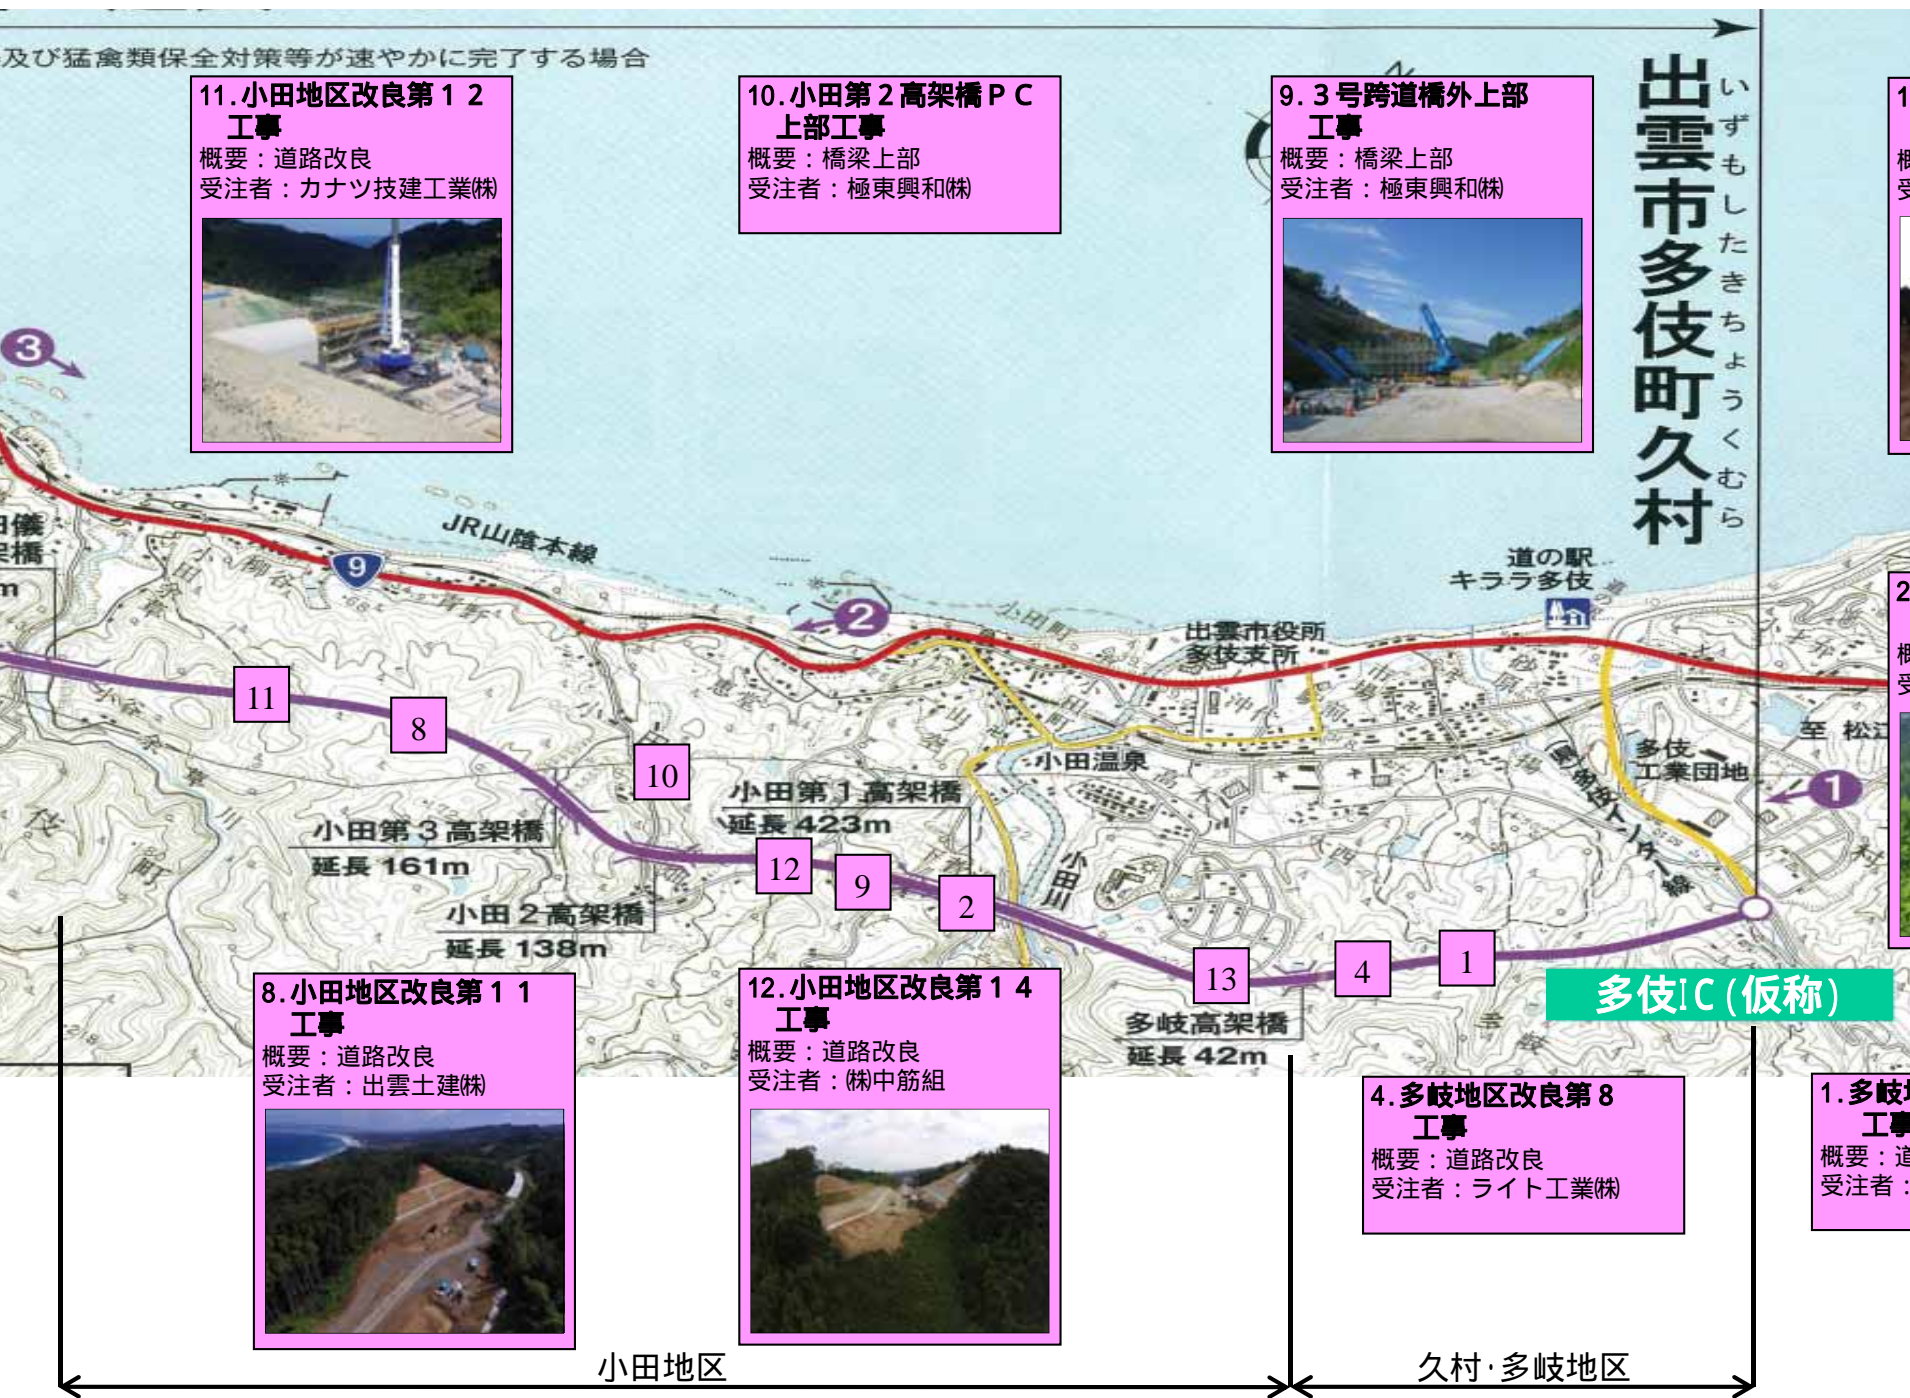 及び猛禽類保全対策等が速やかに完了する場合
11.小田地区改良第12
工事
概要：道路改良
受注者：カナツ技建工業㈱
10.小田第2高架橋PC
上部工事
概要：橋梁上部
受注者：極東興和㈱
9.3号跨道橋外上部
工事
概要：橋梁上部
受注者：極東興和㈱
出雲市多伎町久村
いずもしたきちょうくむら
3
JR山陰本線
9
2
道の駅
キララ多伎
出雲市役所
多伎支所
11
8
10
小田温泉
多伎
工業団地
至 松江
1
小田第1高架橋
延長 423m
小田第3高架橋
延長 161m
12
9
2
小田川
小田2高架橋
延長 138m
13
4
1
多伎IC(仮称)
多岐高架橋
延長 42m
8.小田地区改良第11
工事
概要：道路改良
受注者：出雲土建㈱
12.小田地区改良第14
工事
概要：道路改良
受注者：㈱中筋組
4.多岐地区改良第8
工事
概要：道路改良
受注者：ライト工業㈱
1.多岐
工事
概要：道
受注者：
小田地区
久村･多岐地区